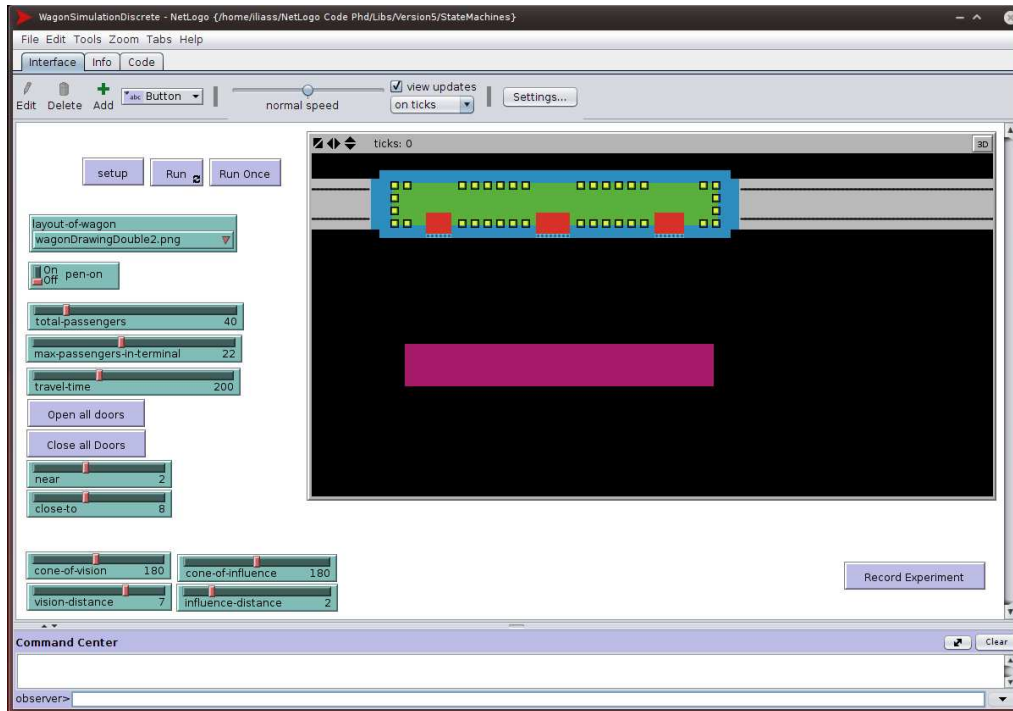 WagonSimulationDiscrete - NetLogo {/home/iliass/NetLogo Code Phd/Libs/Version5/StateMachines}
File Edit Tools Zoom Tabs Help
Interface Info Code
Edit Delete Add abc Button normal speed view updates on ticks Settings...
ticks: 0 3D
setup Run Run Once
layout-of-wagon
wagonDrawingDouble2.png
On
Off pen-on
total-passengers 40
max-passengers-in-terminal 22
travel-time 200
Open all doors
Close all Doors
near 2
close-to 8
cone-of-vision 180 cone-of-influence 180
vision-distance 7 influence-distance 2
Record Experiment
Command Center Clear
observer>